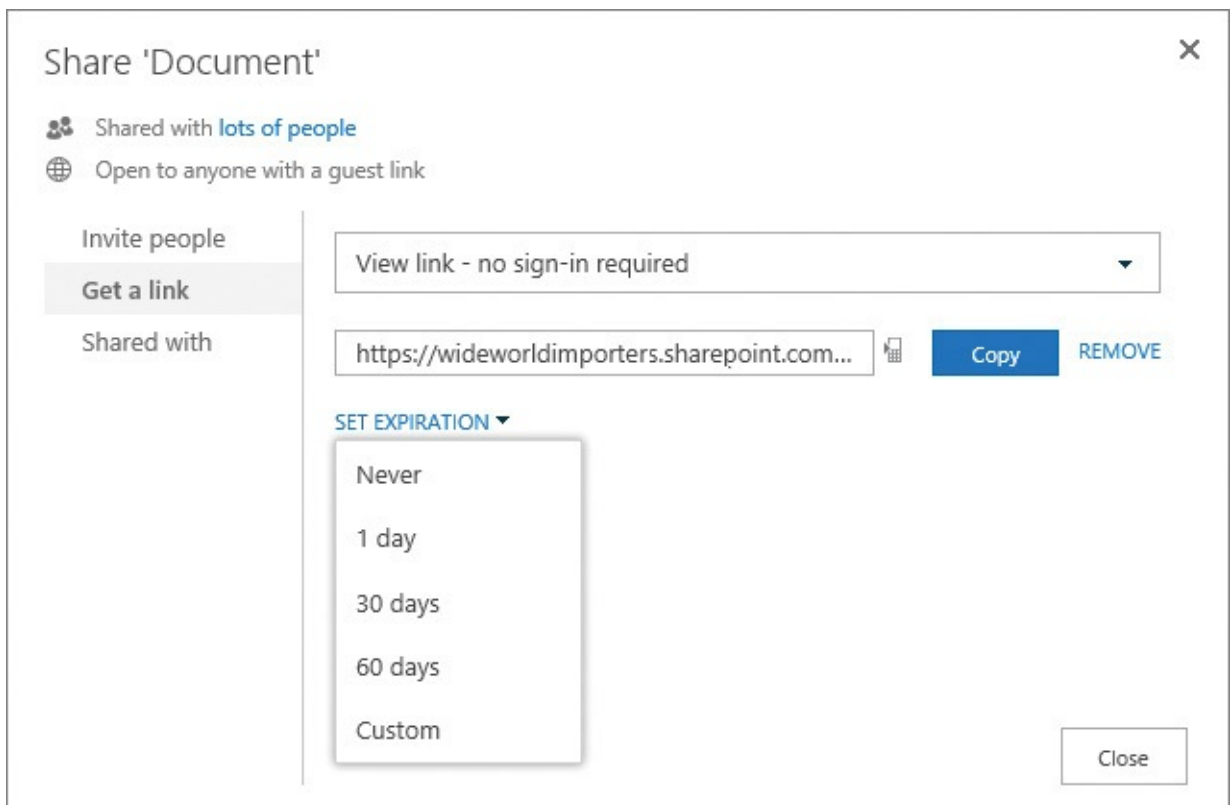 Share 'Document'
Shared with lots of people
Open to anyone with a guest link
Invite people
Get a link
Shared with
View link - no sign-in required
https://wideworldimporters.sharepoint.com...
Copy
REMOVE
SET EXPIRATION
Never
1 day
30 days
60 days
Custom
Close